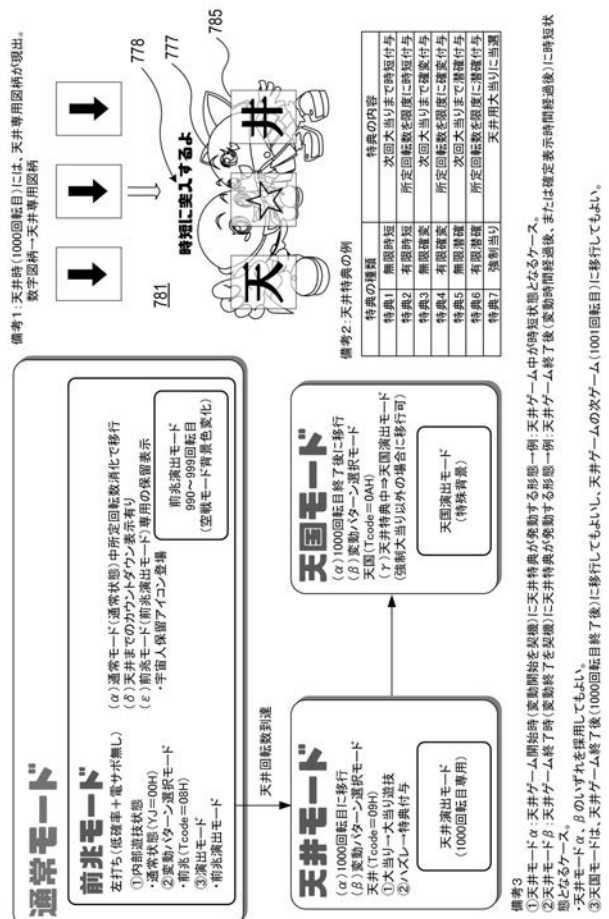 通常モード
前兆モード
左打ち(低確率+電サポ無し)
①内部遊技状態
・通常状態(YJ=00H)
②変動パターン選択モード
・前兆(Tcode=08H)
③演出モード
・前兆演出モード
(α)通常モード(通常状態)中所定回転数消化で移行
(δ)天井までのカウントダウン表示有り
(ε)前兆モード(前兆演出モード)専用の保留表示
・宇宙人保留アイコン登場
前兆演出モード
990~999回転目
(空戦モード背景色変化)
天井回転数到達
天井モード
(α)1000回転目に移行
(β)変動パターン選択モード
天井(Tcode=09H)
①大当り→大当り遊技
②ハズレ→特典付与
天井演出モード
(1000回転目専用)
天国モード
(α)1000回転目終了後に移行
(β)変動パターン選択モード
天国(Tcode=0AH)
(γ)天井特典中⇒天国演出モード
(強制大当り以外の場合に移行可)
天国演出モード
(特殊背景)
備考1:天井時(1000回転目)には、天井専用図柄が現出。
数字図柄→天井専用図柄
781
778
777
785
時短に突入するよ
天☆井
備考2:天井特典の例
特典の種類 特典の内容
特典1 無限時短 次回大当りまで時短付与
特典2 有限時短 所定回転数を限度に時短付与
特典3 無限確変 次回大当りまで確変付与
特典4 有限確変 所定回転数を限度に確変付与
特典5 無限潜確 次回大当りまで潜確付与
特典6 有限潜確 所定回転数を限度に潜確付与
特典7 強制当り 天井用大当りに当選
備考3
①天井モードα:天井ゲーム開始時(変動開始を契機)に天井特典が発動する形態→例:天井ゲーム中が時短状態となるケース。
②天井モードβ:天井ゲーム終了時(変動終了を契機)に天井特典が発動する形態→例:天井ゲーム終了後(変動時間経過後、または確定表示時間経過後)に時短状
態となるケース。
・天井モードα、βのいずれを採用してもよい。
③天国モードは、天井ゲーム終了後(1000回転目終了後)に移行してもよいし、天井ゲームの次ゲーム(1001回転目)に移行してもよい。